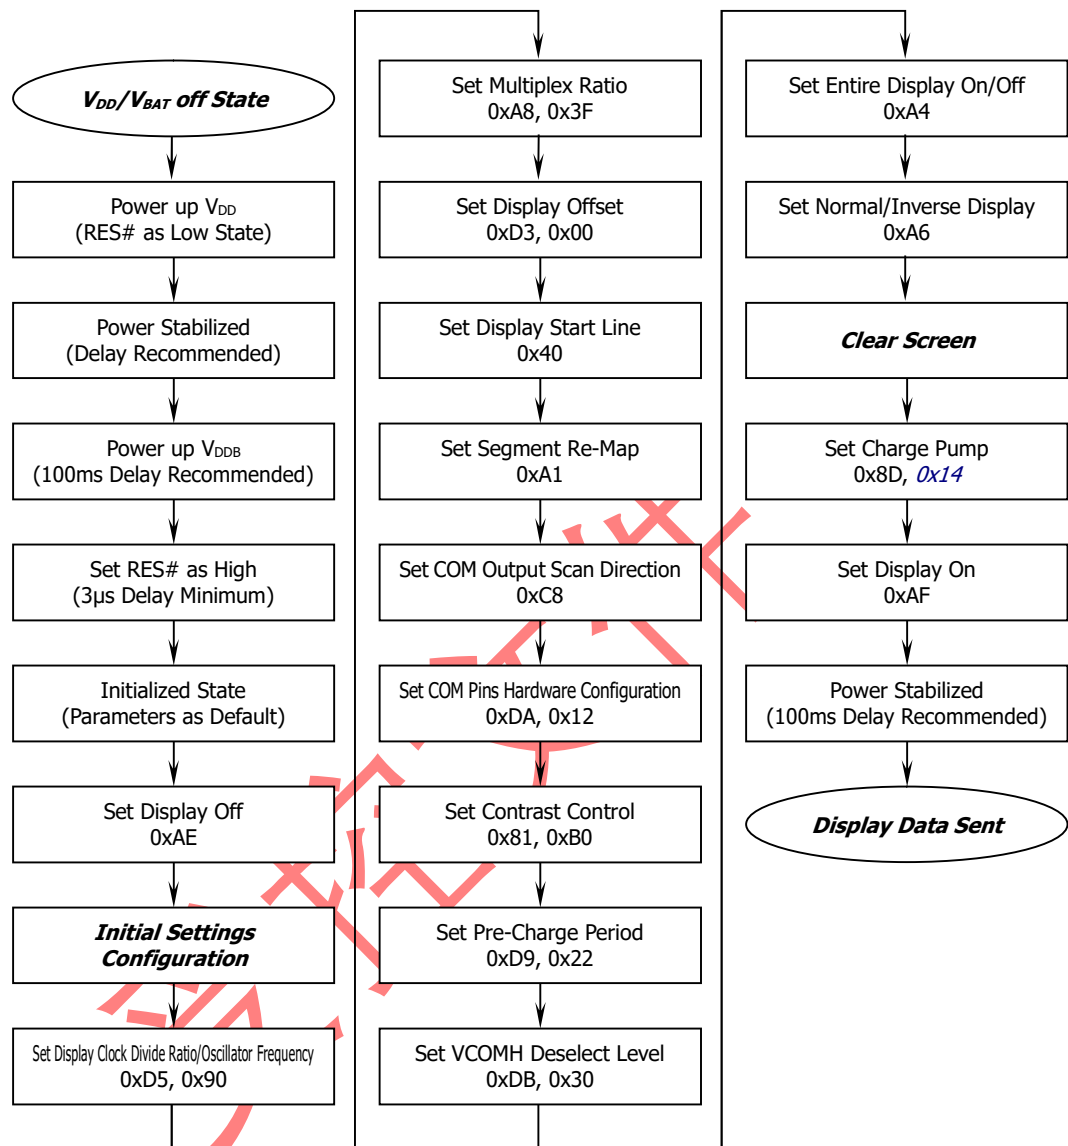 V_DD/V_BAT off State
Power up V_DD
(RES# as Low State)
Power Stabilized
(Delay Recommended)
Power up V_DDB
(100ms Delay Recommended)
Set RES# as High
(3μs Delay Minimum)
Initialized State
(Parameters as Default)
Set Display Off
0xAE
Initial Settings
Configuration
Set Display Clock Divide Ratio/Oscillator Frequency
0xD5, 0x90
Set Multiplex Ratio
0xA8, 0x3F
Set Display Offset
0xD3, 0x00
Set Display Start Line
0x40
Set Segment Re-Map
0xA1
Set COM Output Scan Direction
0xC8
Set COM Pins Hardware Configuration
0xDA, 0x12
Set Contrast Control
0x81, 0xB0
Set Pre-Charge Period
0xD9, 0x22
Set VCOMH Deselect Level
0xDB, 0x30
Set Entire Display On/Off
0xA4
Set Normal/Inverse Display
0xA6
Clear Screen
Set Charge Pump
0x8D, 0x14
Set Display On
0xAF
Power Stabilized
(100ms Delay Recommended)
Display Data Sent